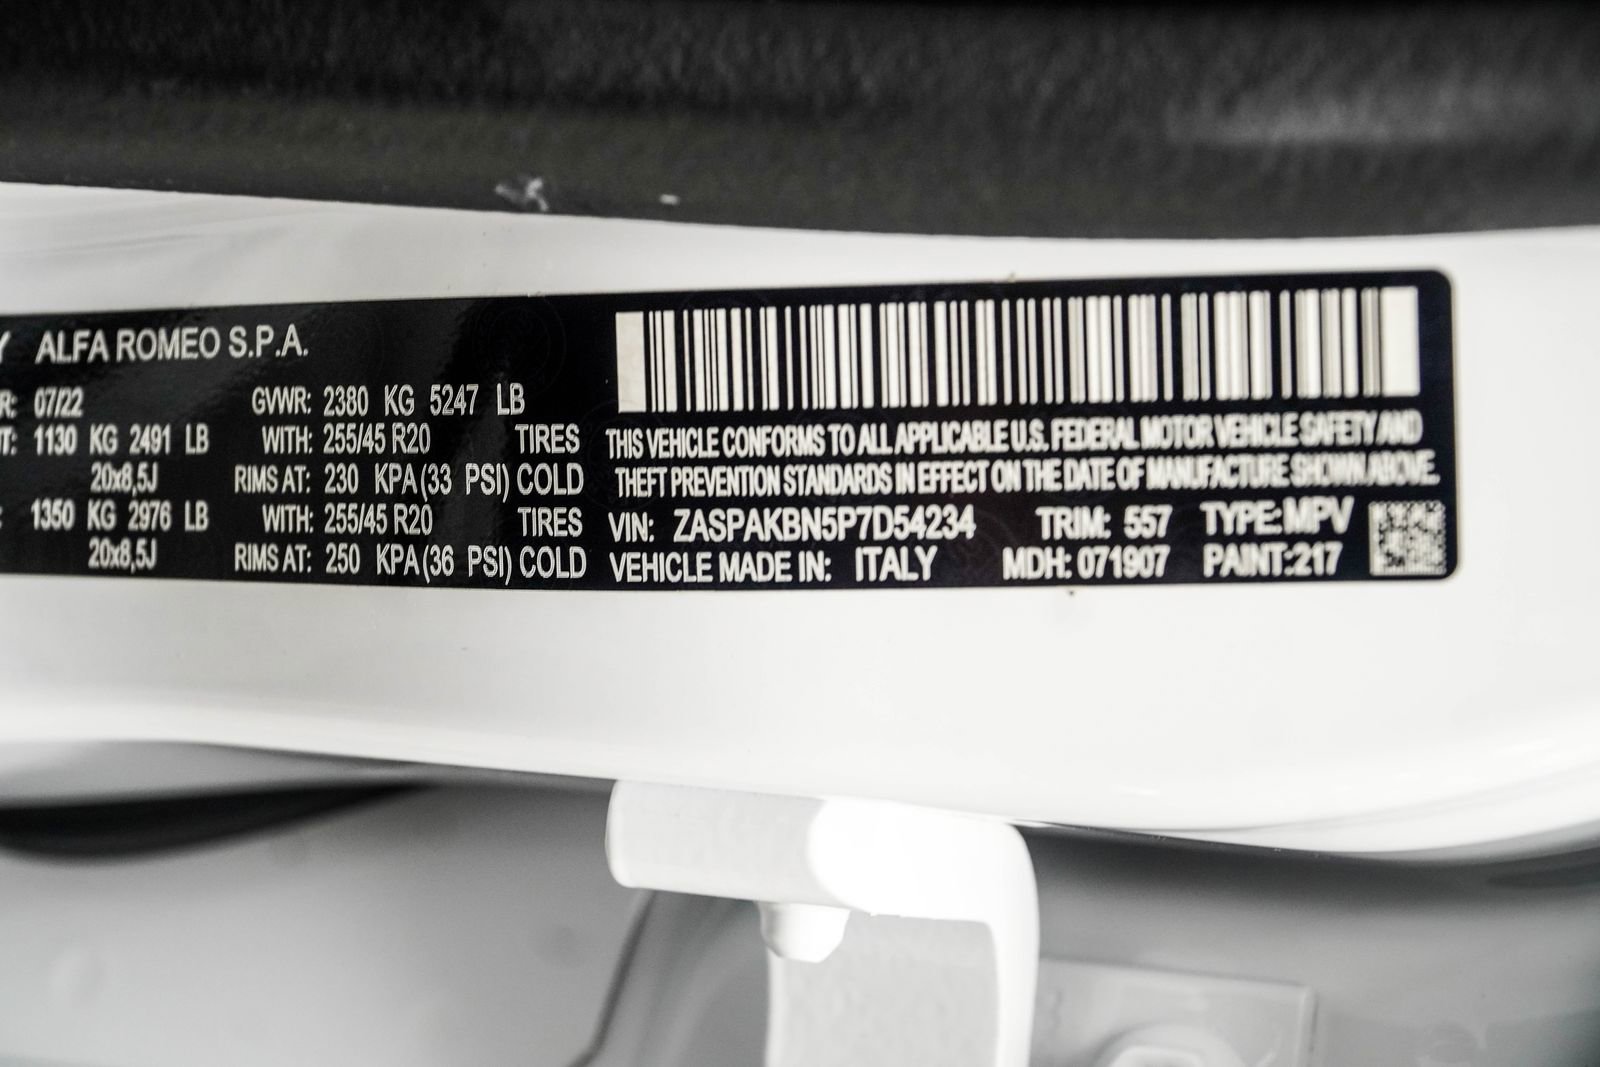 Y ALFA ROMEO S.P.A.
R: 07/22 GVWR: 2380 KG 5247 LB
T: 1130 KG 2491 LB WITH: 255/45 R20 TIRES
20x8,5J RIMS AT: 230 KPA (33 PSI) COLD
: 1350 KG 2976 LB WITH: 255/45 R20 TIRES
20x8,5J RIMS AT: 250 KPA (36 PSI) COLD
THIS VEHICLE CONFORMS TO ALL APPLICABLE U.S. FEDERAL MOTOR VEHICLE SAFETY AND
THEFT PREVENTION STANDARDS IN EFFECT ON THE DATE OF MANUFACTURE SHOWN ABOVE.
VIN: ZASPAKBN5P7D54234 TRIM: 557 TYPE: MPV
VEHICLE MADE IN: ITALY MDH: 071907 PAINT: 217